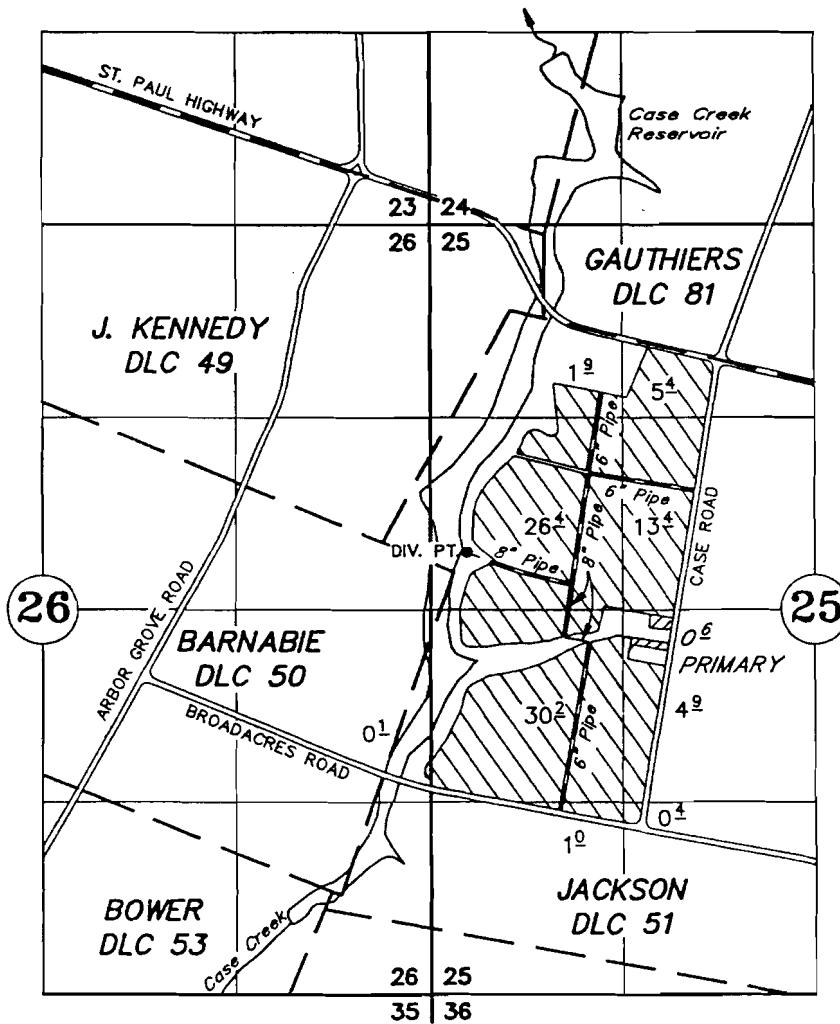 ST. PAUL HIGHWAY
Case Creek
Reservoir
23 24
26 25
GAUTHIERS
DLC 81
J. KENNEDY
DLC 49
1 9
5 4
6" Pipe
6" Pipe
26 4
13 4
8" Pipe
DIV. PT.
8" Pipe
CASE ROAD
26
25
ARBOR GROVE ROAD
BARNABIE
DLC 50
0 6
PRIMARY
BROADACRES ROAD
0 1
30 2
6" Pipe
4 9
0 4
1 0
BOWER
DLC 53
JACKSON
DLC 51
Case Creek
26 25
35 36